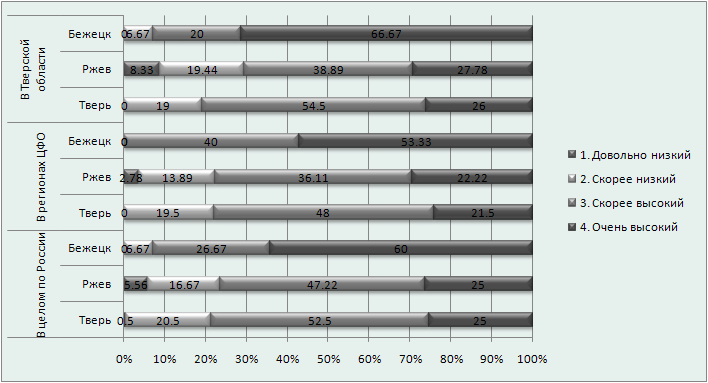 В Тверской области
Бежецк 0 6.67 20 66.67
Ржев 8.33 19.44 38.89 27.78
Тверь 0 19 54.5 26
В регионах ЦФО
Бежецк 0 40 53.33
Ржев 2.78 13.89 36.11 22.22
Тверь 0 19.5 48 21.5
В целом по России
Бежецк 0 6.67 26.67 60
Ржев 5.56 16.67 47.22 25
Тверь 0.5 20.5 52.5 25
0% 10% 20% 30% 40% 50% 60% 70% 80% 90% 100%
1. Довольно низкий
2. Скорее низкий
3. Скорее высокий
4. Очень высокий